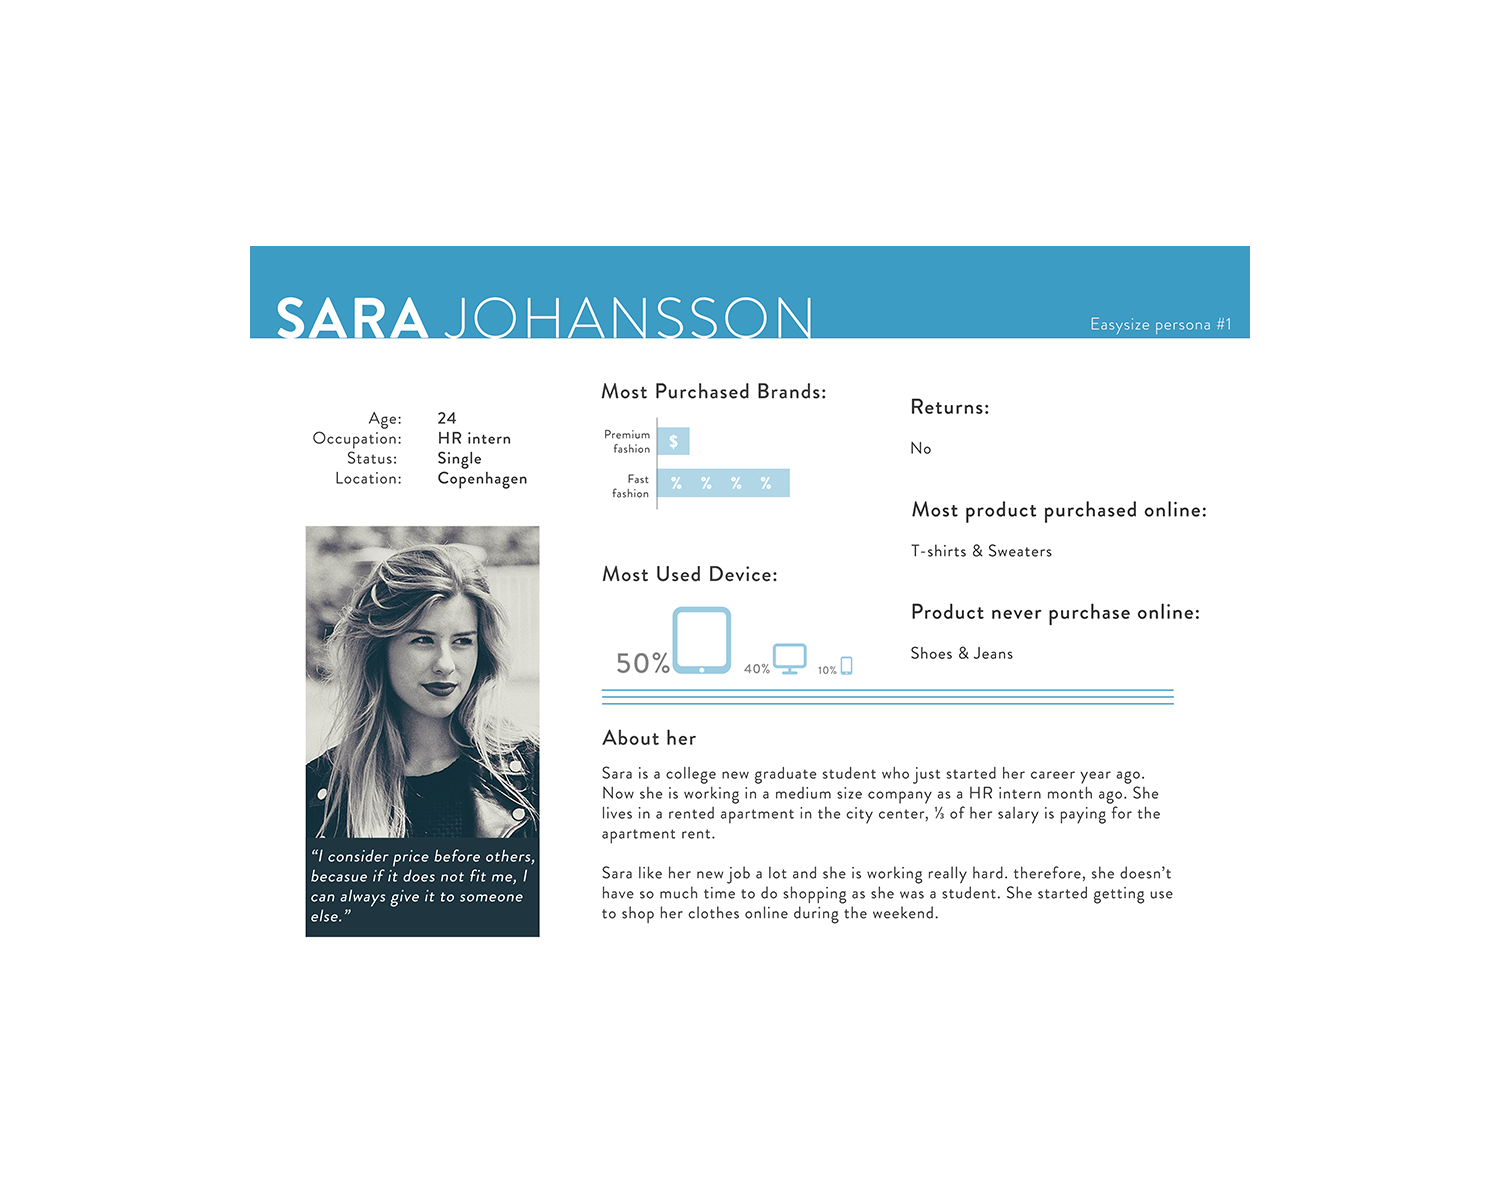 SARA JOHANSSON
Easysize persona #1
Age: 24
Occupation: HR intern
Status: Single
Location: Copenhagen
“I consider price before others,
becasue if it does not fit me, I
can always give it to someone
else.”
Most Purchased Brands:
Premium
fashion
$
Fast
fashion
% % % %
Most Used Device:
50% 40% 10%
Returns:
No
Most product purchased online:
T-shirts & Sweaters
Product never purchase online:
Shoes & Jeans
About her
Sara is a college new graduate student who just started her career year ago.
Now she is working in a medium size company as a HR intern month ago. She
lives in a rented apartment in the city center, ⅓ of her salary is paying for the
apartment rent.
Sara like her new job a lot and she is working really hard. therefore, she doesn’t
have so much time to do shopping as she was a student. She started getting use
to shop her clothes online during the weekend.